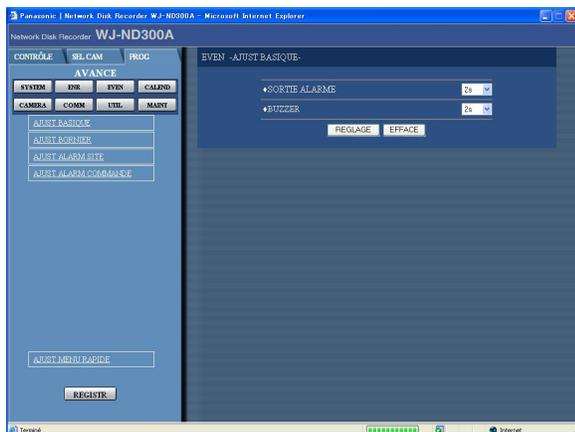 Panasonic | Network Disk Recorder WJ-ND300A - Microsoft Internet Explorer
Network Disk Recorder WJ-ND300A
CONTRÔLE SEL CAM PROG
AVANCE
SYSTEM ENR EVEN CALEND
CAMERA COMM UTIL MAINT
AJUST BASIQUE
AJUST BORNIER
AJUST ALARM SITE
AJUST ALARM COMMANDE
AJUST MENU RAPIDE
REGISTR
EVEN -AJUST BASIQUE-
♦SORTIE ALARME 2s
♦BUZZER 2s
REGLAGE EFFACE
Terminé Internet